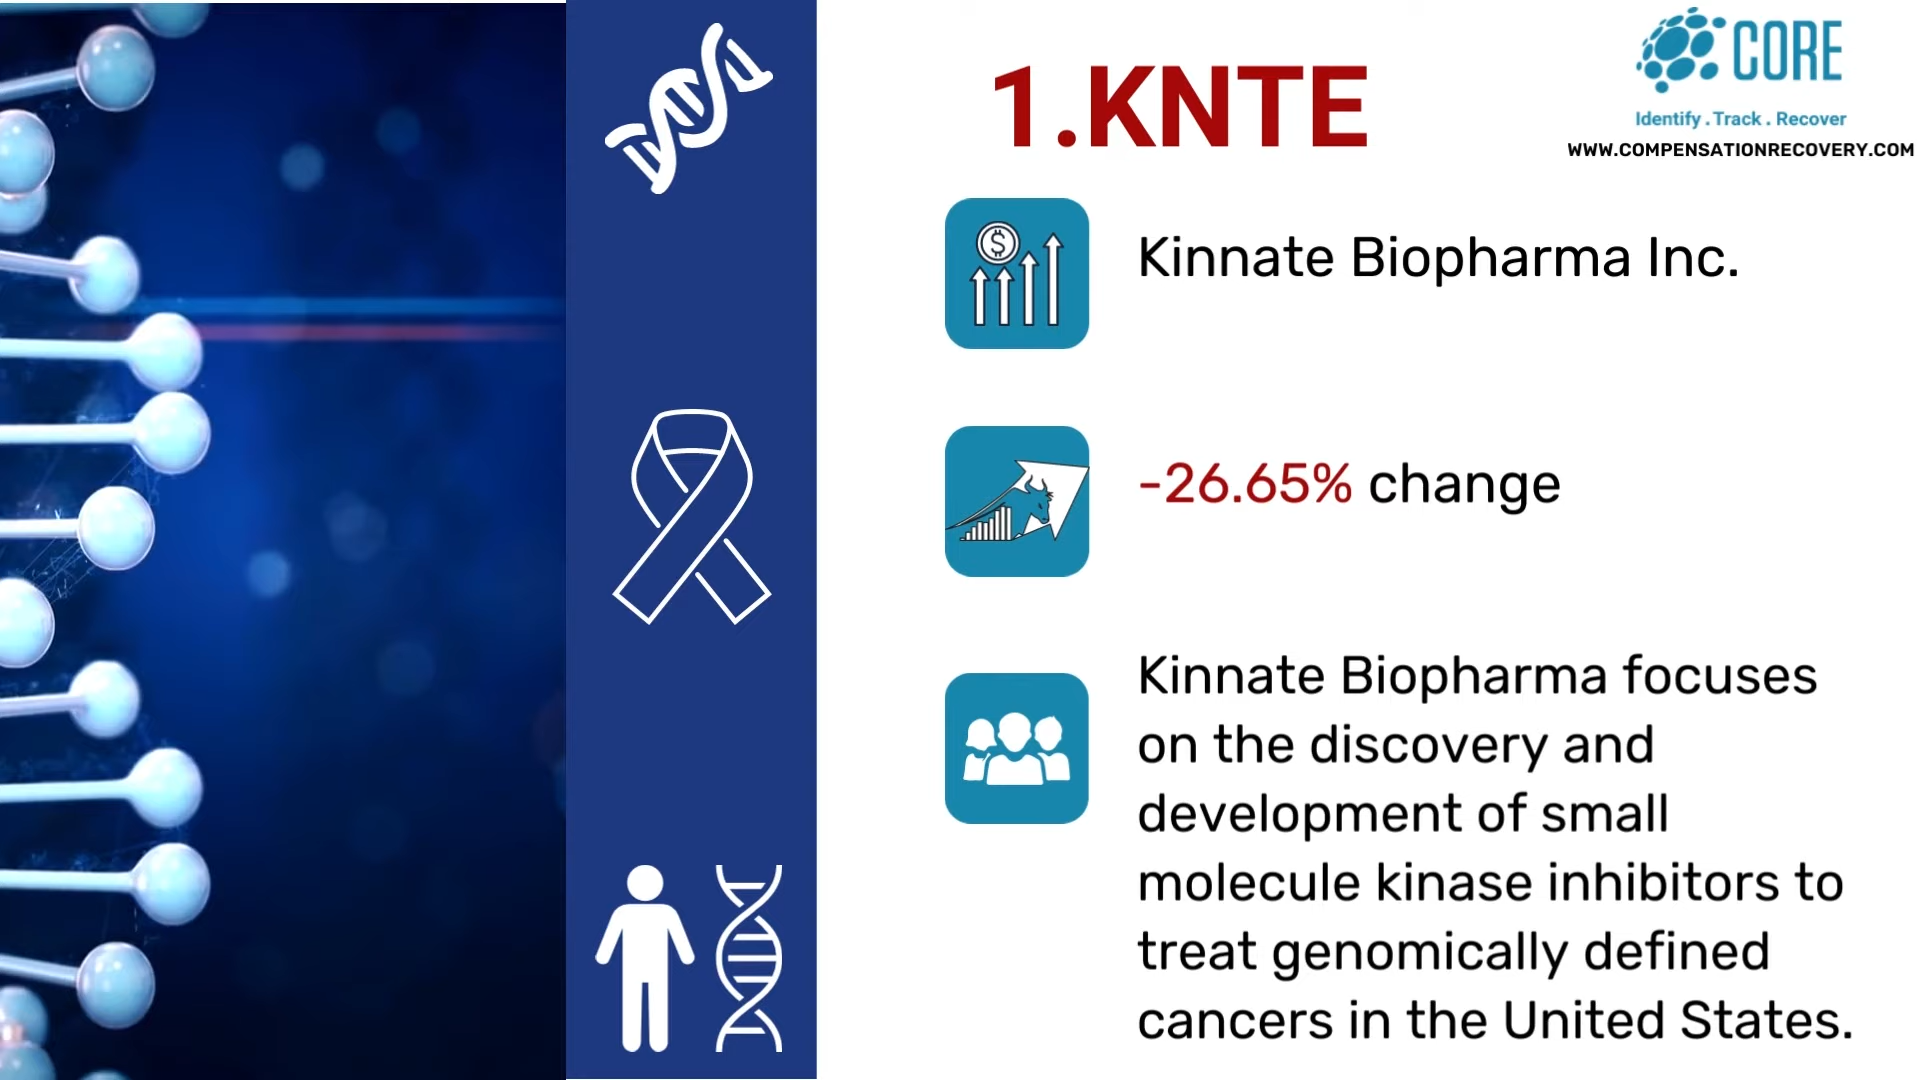 1.KNTE
CORE
Identify . Track . Recover
WWW.COMPENSATIONRECOVERY.COM
$
Kinnate Biopharma Inc.
-26.65% change
Kinnate Biopharma focuses
on the discovery and
development of small
molecule kinase inhibitors to
treat genomically defined
cancers in the United States.